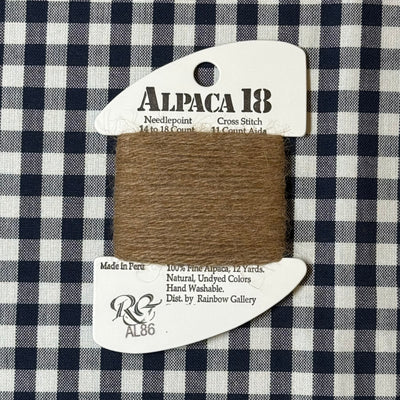 ALPACA 18
Needlepoint Cross Stitch
14 to 18 Count 11 Count Aida
Made in Peru 100% Fine Alpaca, 12 Yards.
Natural, Undyed Colors
Hand Washable.
Dist. by Rainbow Gallery
RG
AL86